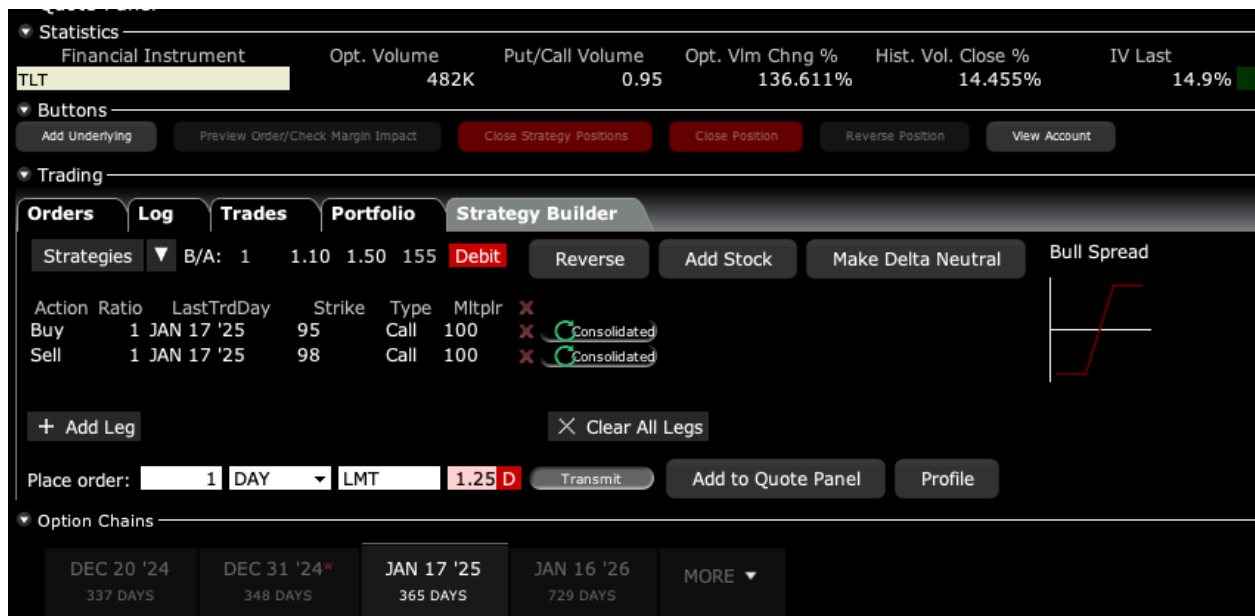 Quote Panel
Statistics
Financial Instrument Opt. Volume Put/Call Volume Opt. Vlm Chng % Hist. Vol. Close % IV Last
TLT 482K 0.95 136.611% 14.455% 14.9%
Buttons
Add Underlying Preview Order/Check Margin Impact Close Strategy Positions Close Position Reverse Position View Account
Trading
Orders Log Trades Portfolio Strategy Builder
Strategies ▼ B/A: 1 1.10 1.50 155 Debit Reverse Add Stock Make Delta Neutral Bull Spread
Action Ratio LastTrdDay Strike Type Mltplr X
Buy 1 JAN 17 '25 95 Call 100 X Consolidated
Sell 1 JAN 17 '25 98 Call 100 X Consolidated
+ Add Leg X Clear All Legs
Place order: 1 DAY LMT 1.25 D Transmit Add to Quote Panel Profile
Option Chains
DEC 20 '24 DEC 31 '24w JAN 17 '25 JAN 16 '26 MORE ▼
337 DAYS 348 DAYS 365 DAYS 729 DAYS